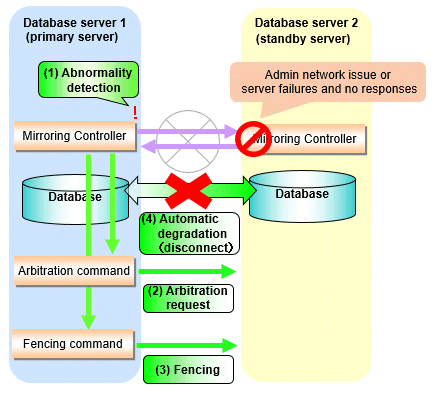 Database server 1
(primary server)
Database server 2
(standby server)
(1) Abnormality
detection
Admin network issue or
server failures and no responses
!
Mirroring Controller
Mirroring Controller
Database
Database
(4) Automatic
degradation
(disconnect)
Arbitration command
(2) Arbitration
request
Fencing command
(3) Fencing